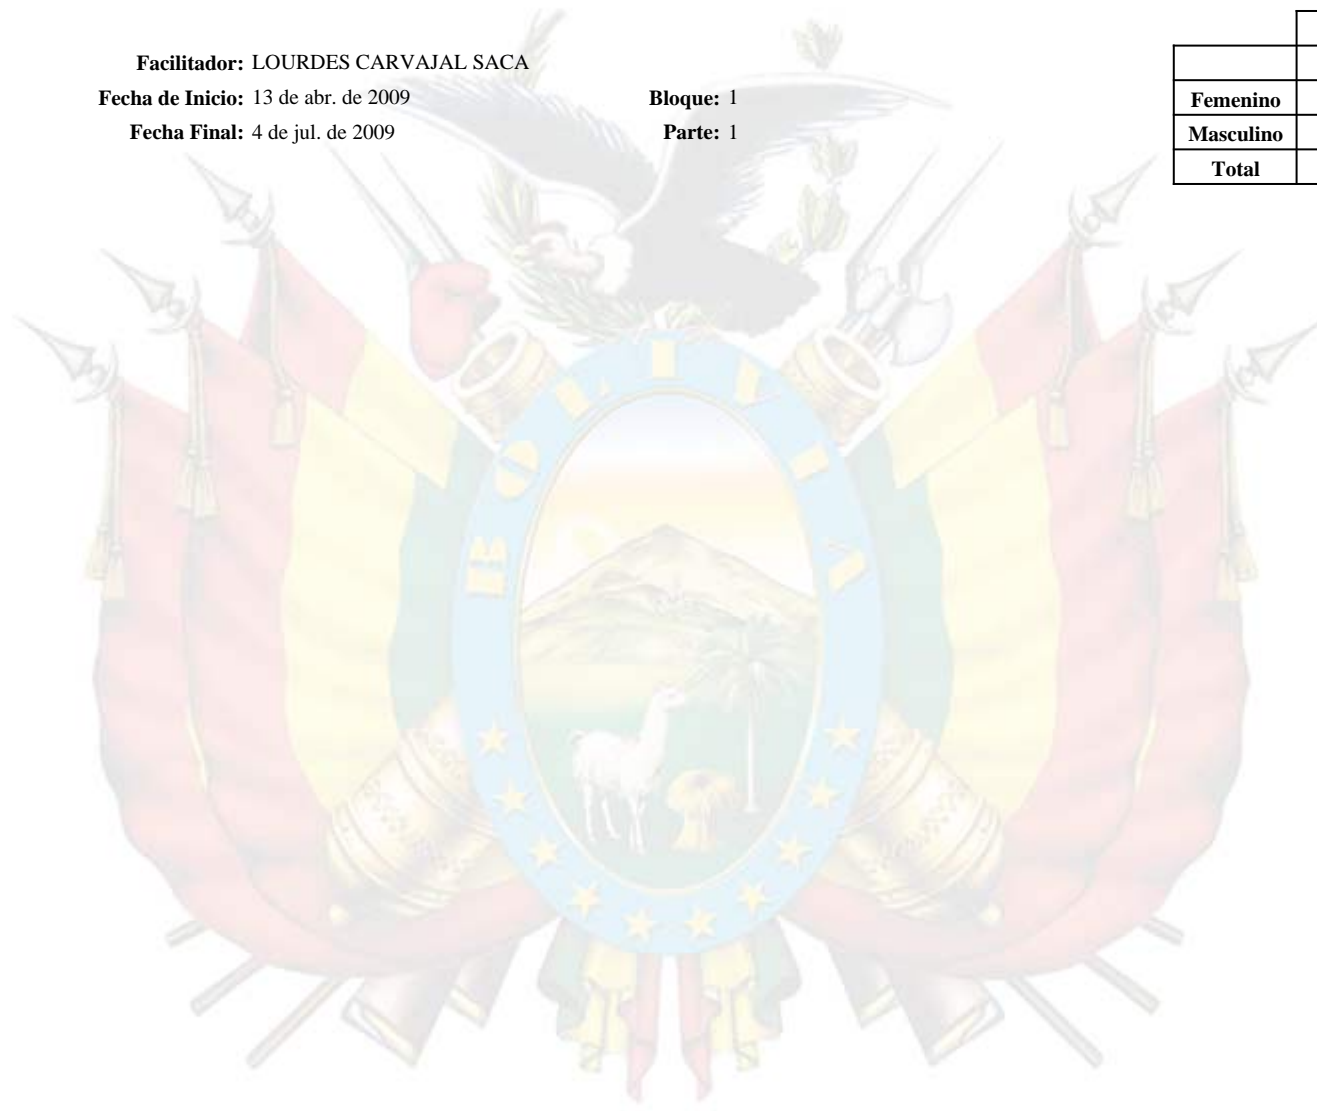 Facilitador: LOURDES CARVAJAL SACA
Fecha de Inicio: 13 de abr. de 2009 Bloque: 1
Fecha Final: 4 de jul. de 2009 Parte: 1
Femenino
Masculino
Total
BOLIVIA